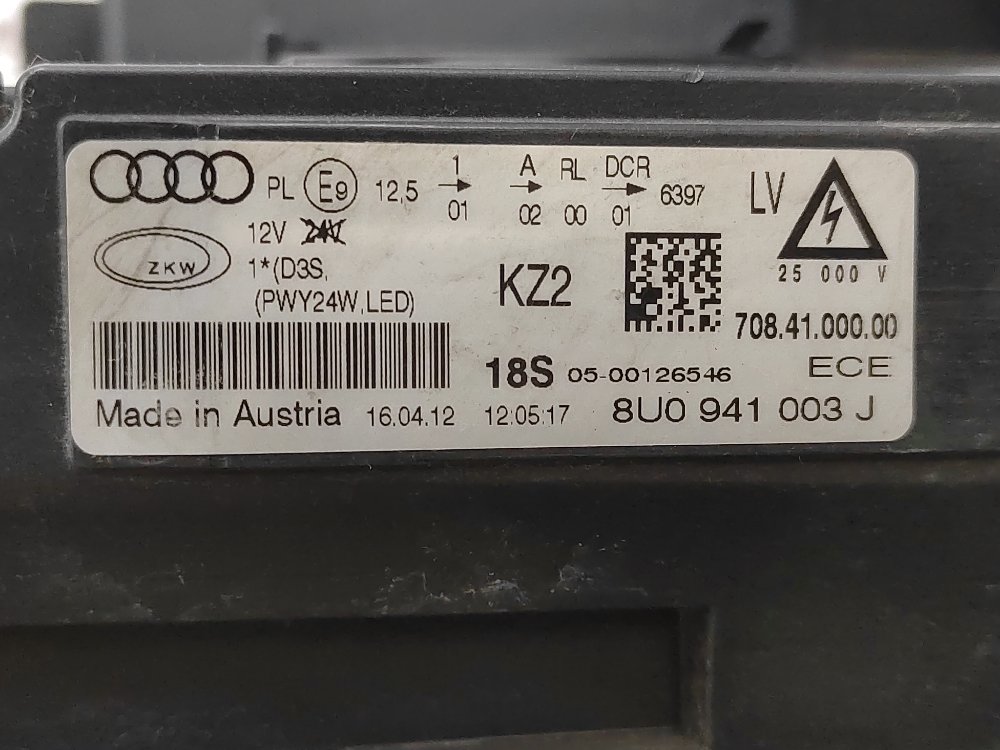 PL E9 12,5 1 → 01 A → 02 RL 00 DCR → 01 6397 LV
12V 24V
ZKW
1*(D3S,
(PWY24W,LED)
KZ2
25 000 V
708.41.000.00
18S 05-00126546 ECE
Made in Austria 16.04.12 12:05:17 8U0 941 003 J